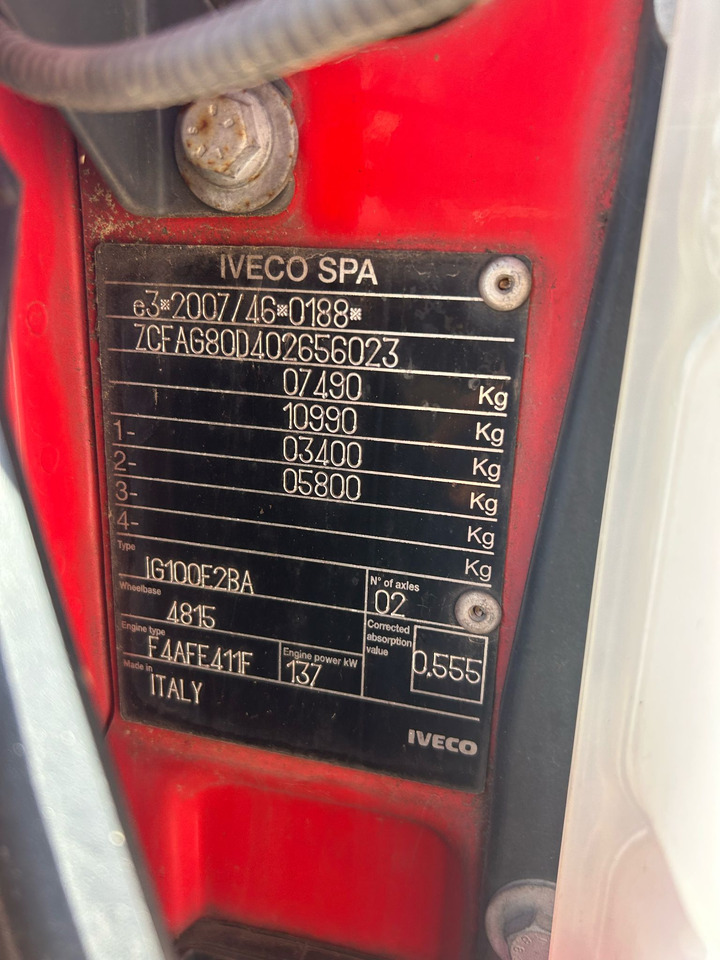 IVECO SPA
e3*2007/46*0188*
ZCFAG80D402656023
07490 Kg
10990 Kg
1- 03400 Kg
2- 05800 Kg
3- Kg
4- Kg
Type IG100E2BA
N° of axles 02
Wheelbase 4815
Corrected absorption value 0.555
Engine type F4AFE411F
Engine power kW 137
Made in ITALY
IVECO